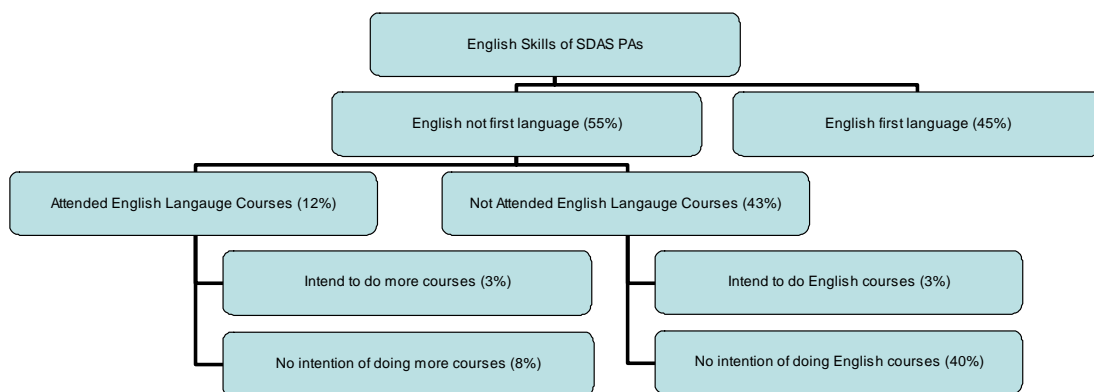 English Skills of SDAS PAs
English not first language (55%)
English first language (45%)
Attended English Langauge Courses (12%)
Not Attended English Langauge Courses (43%)
Intend to do more courses (3%)
Intend to do English courses (3%)
No intention of doing more courses (8%)
No intention of doing English courses (40%)